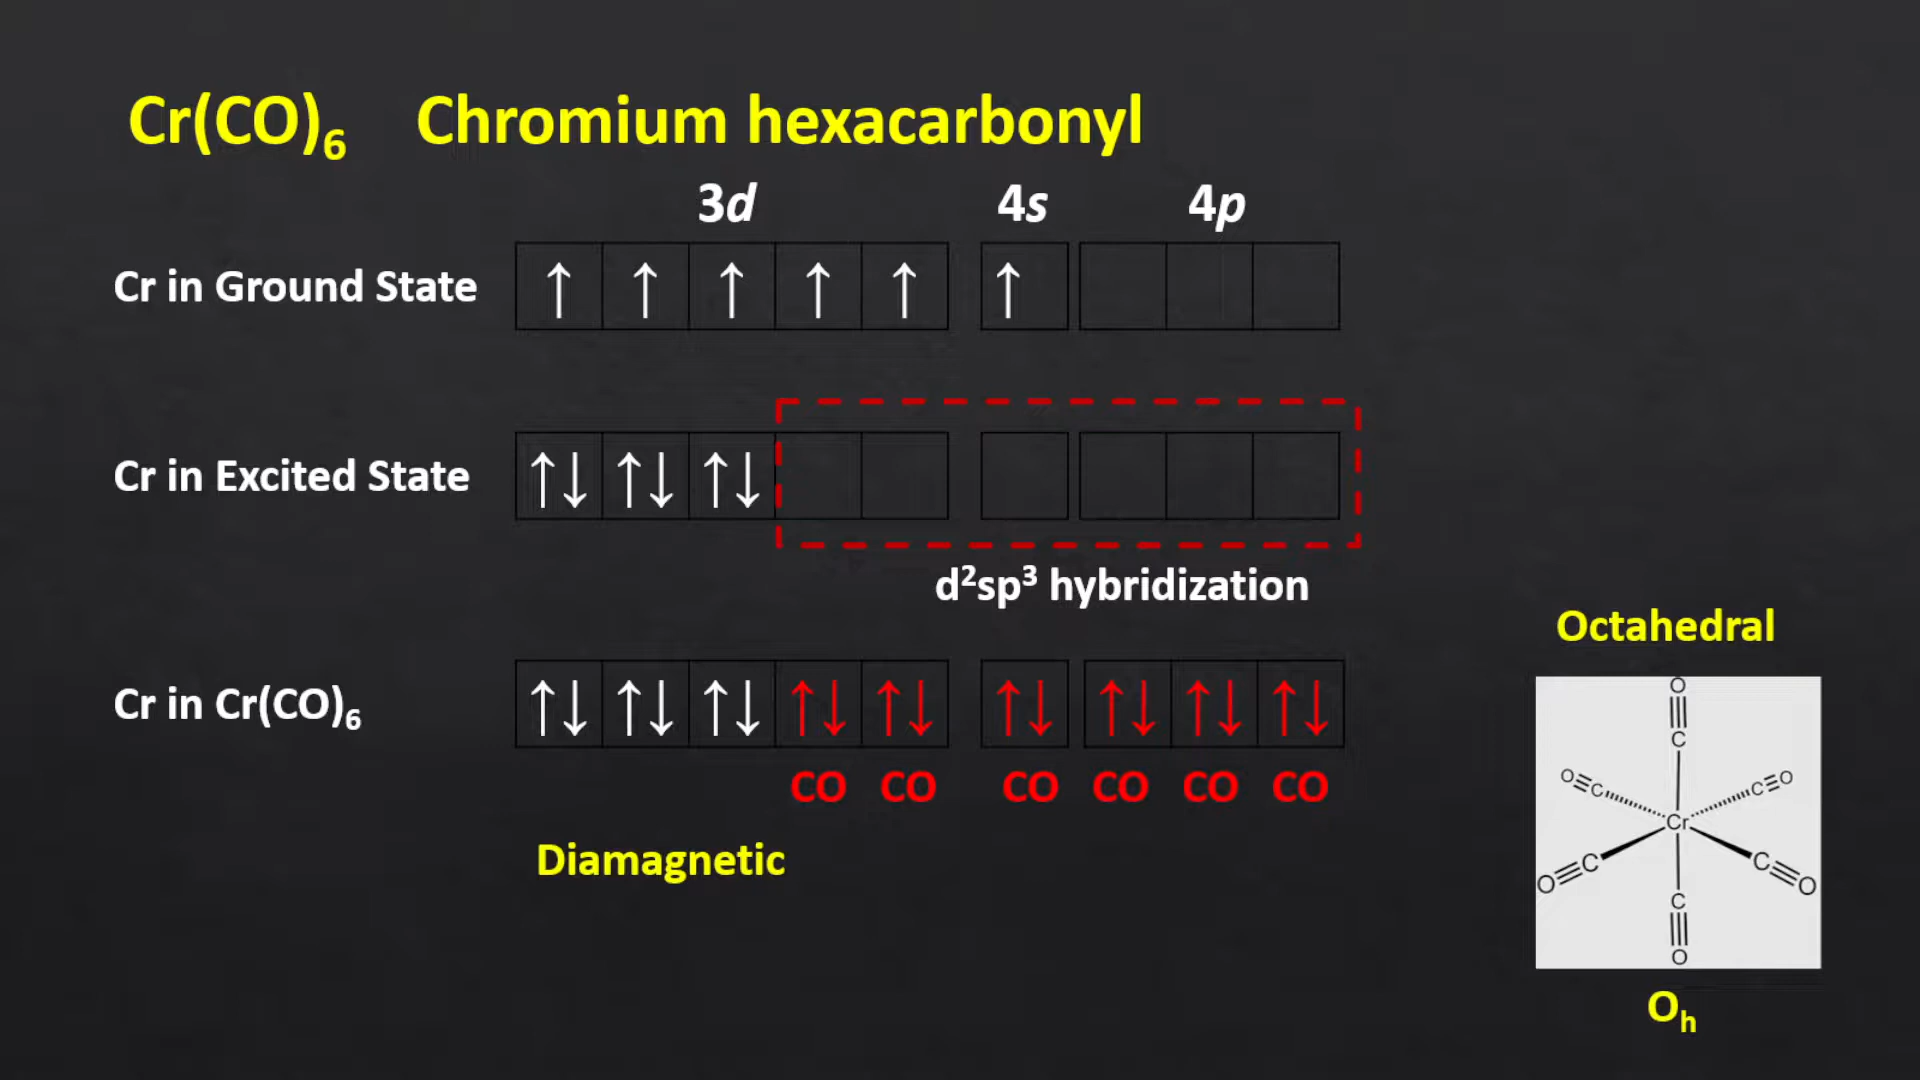 Cr(CO)₆ Chromium hexacarbonyl
3d 4s 4p
Cr in Ground State ↑ ↑ ↑ ↑ ↑ ↑
Cr in Excited State ↑↓ ↑↓ ↑↓
d²sp³ hybridization
Octahedral
Cr in Cr(CO)₆ ↑↓ ↑↓ ↑↓ ↑↓ ↑↓ ↑↓ ↑↓ ↑↓ ↑↓
CO CO CO CO CO CO
Diamagnetic
O
C
O≡C C≡O
Cr
O≡C C≡O
C
O
Oₕ